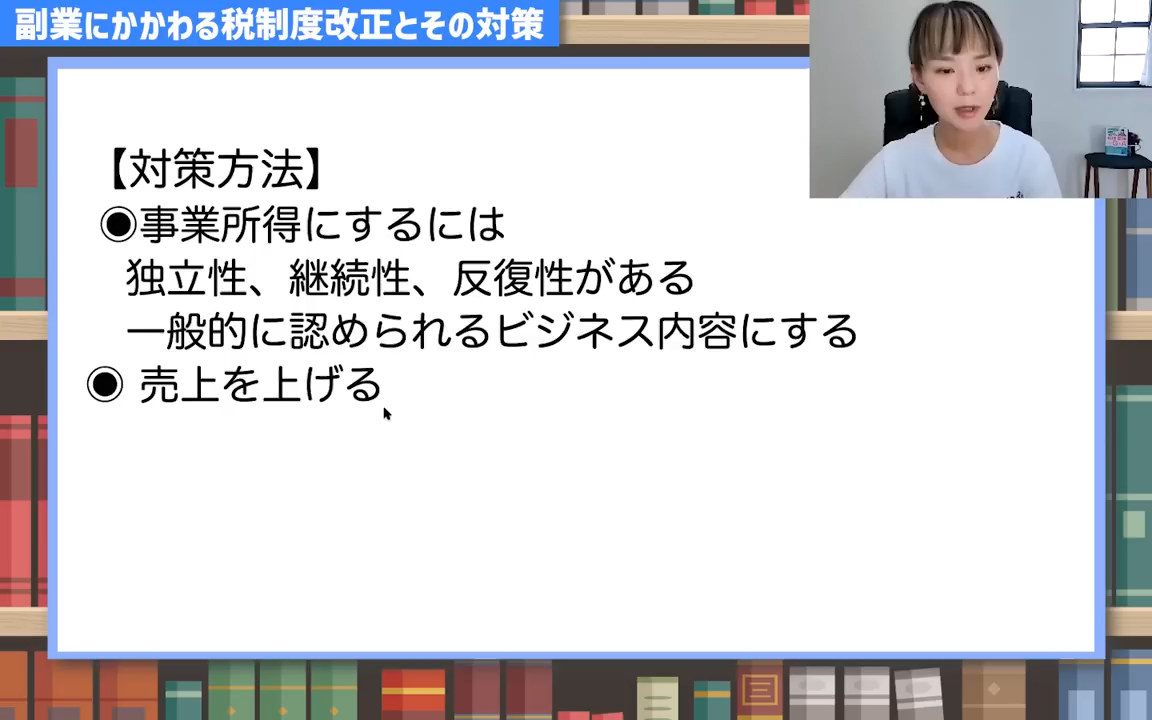 副業にかかわる税制度改正とその対策
【対策方法】
◉事業所得にするには
独立性、継続性、反復性がある
一般的に認められるビジネス内容にする
◉ 売上を上げる